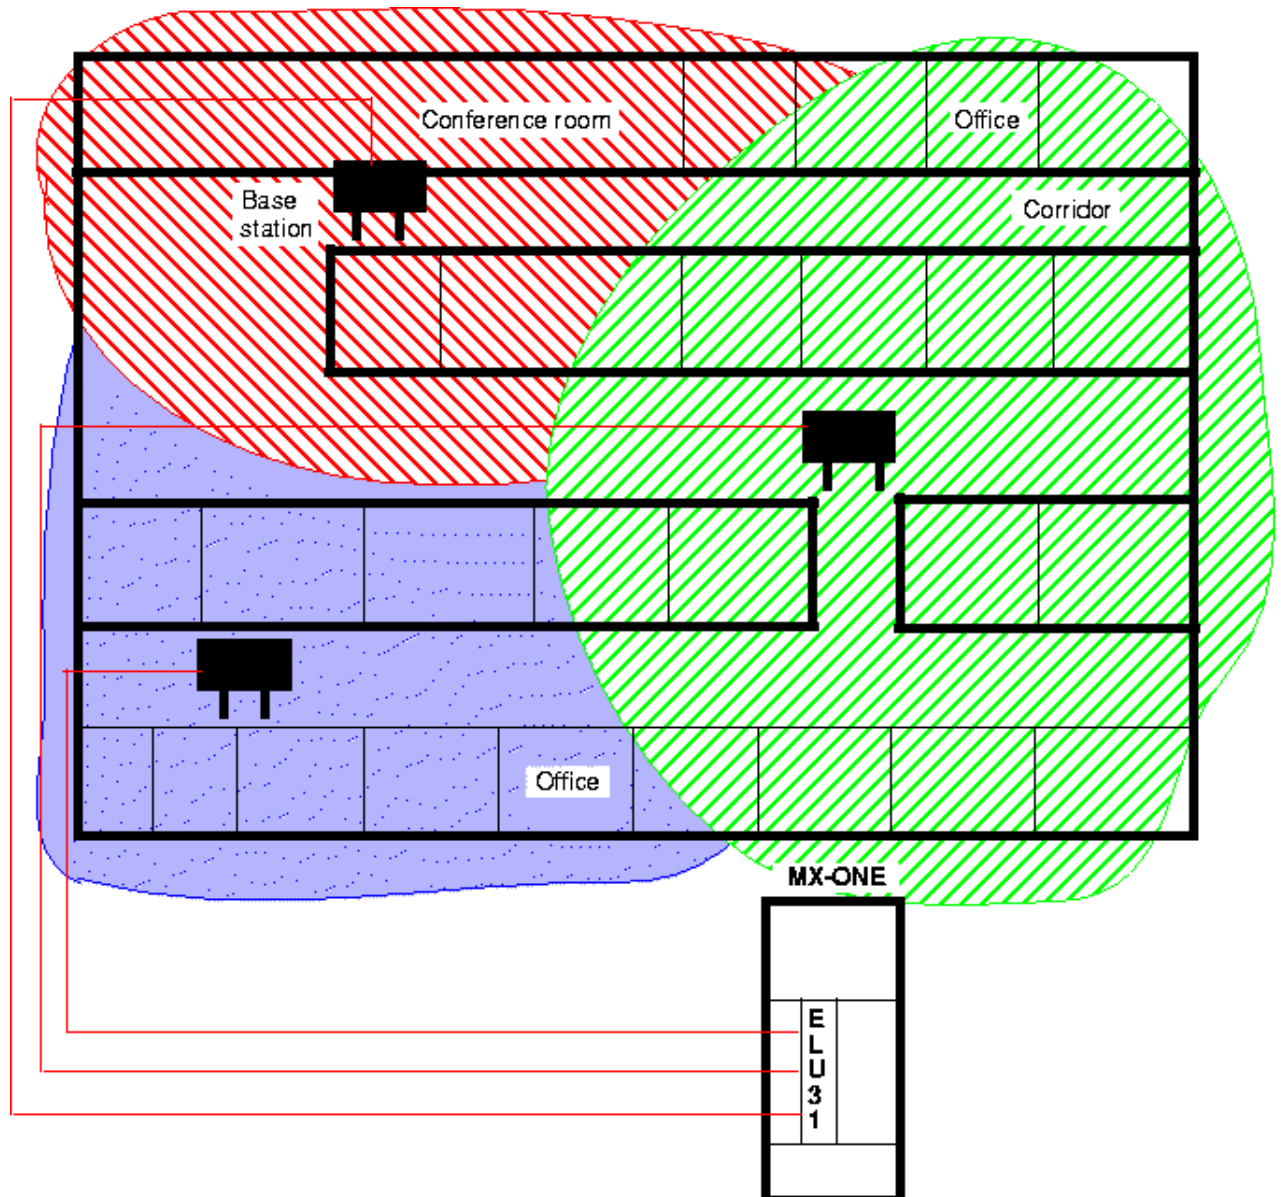 Conference room
Office
Base
station
Corridor
Office
MX-ONE
E
L
U
3
1